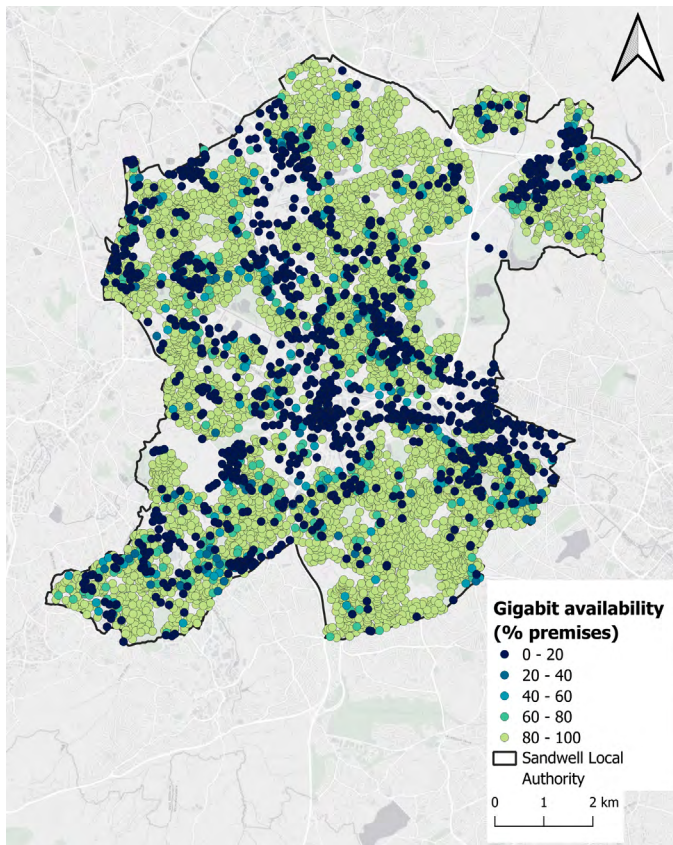 Gigabit availability
(% premises)
0 - 20
20 - 40
40 - 60
60 - 80
80 - 100
Sandwell Local
Authority
0 1 2 km